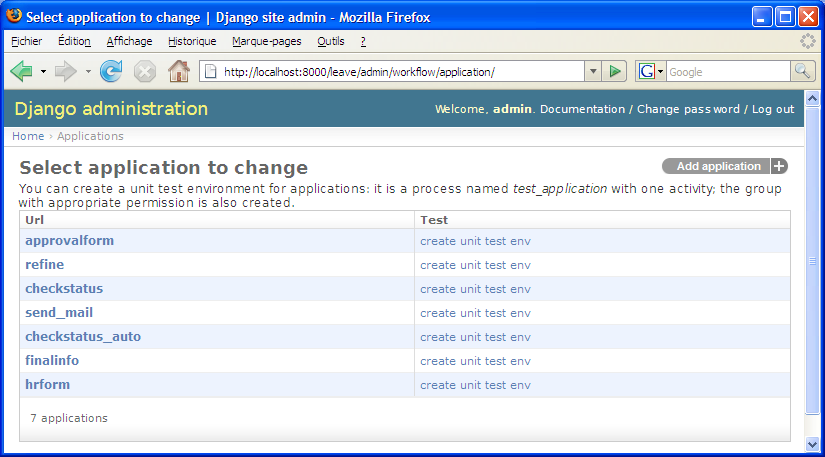 Select application to change | Django site admin - Mozilla Firefox
Fichier Édition Affichage Historique Marque-pages Outils ?
http://localhost:8000/leave/admin/workflow/application/ G Google
Django administration Welcome, admin. Documentation / Change password / Log out
Home › Applications
Select application to change Add application +
You can create a unit test environment for applications: it is a process named test_application with one activity; the group
with appropriate permission is also created.
Url Test
approvalform create unit test env
refine create unit test env
checkstatus create unit test env
send_mail create unit test env
checkstatus_auto create unit test env
finalinfo create unit test env
hrform create unit test env
7 applications